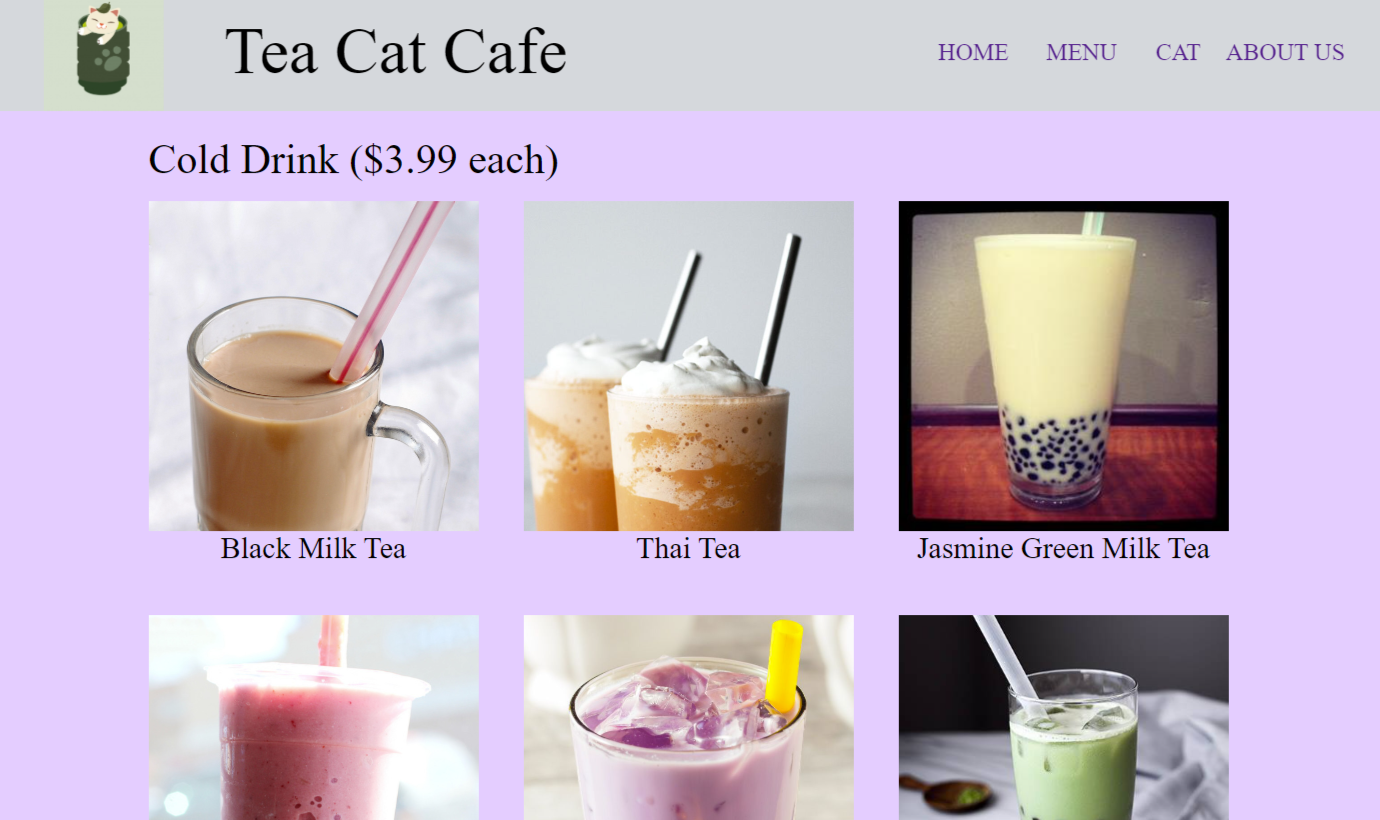 Tea Cat Cafe
HOME MENU CAT ABOUT US
Cold Drink ($3.99 each)
Black Milk Tea
Thai Tea
Jasmine Green Milk Tea